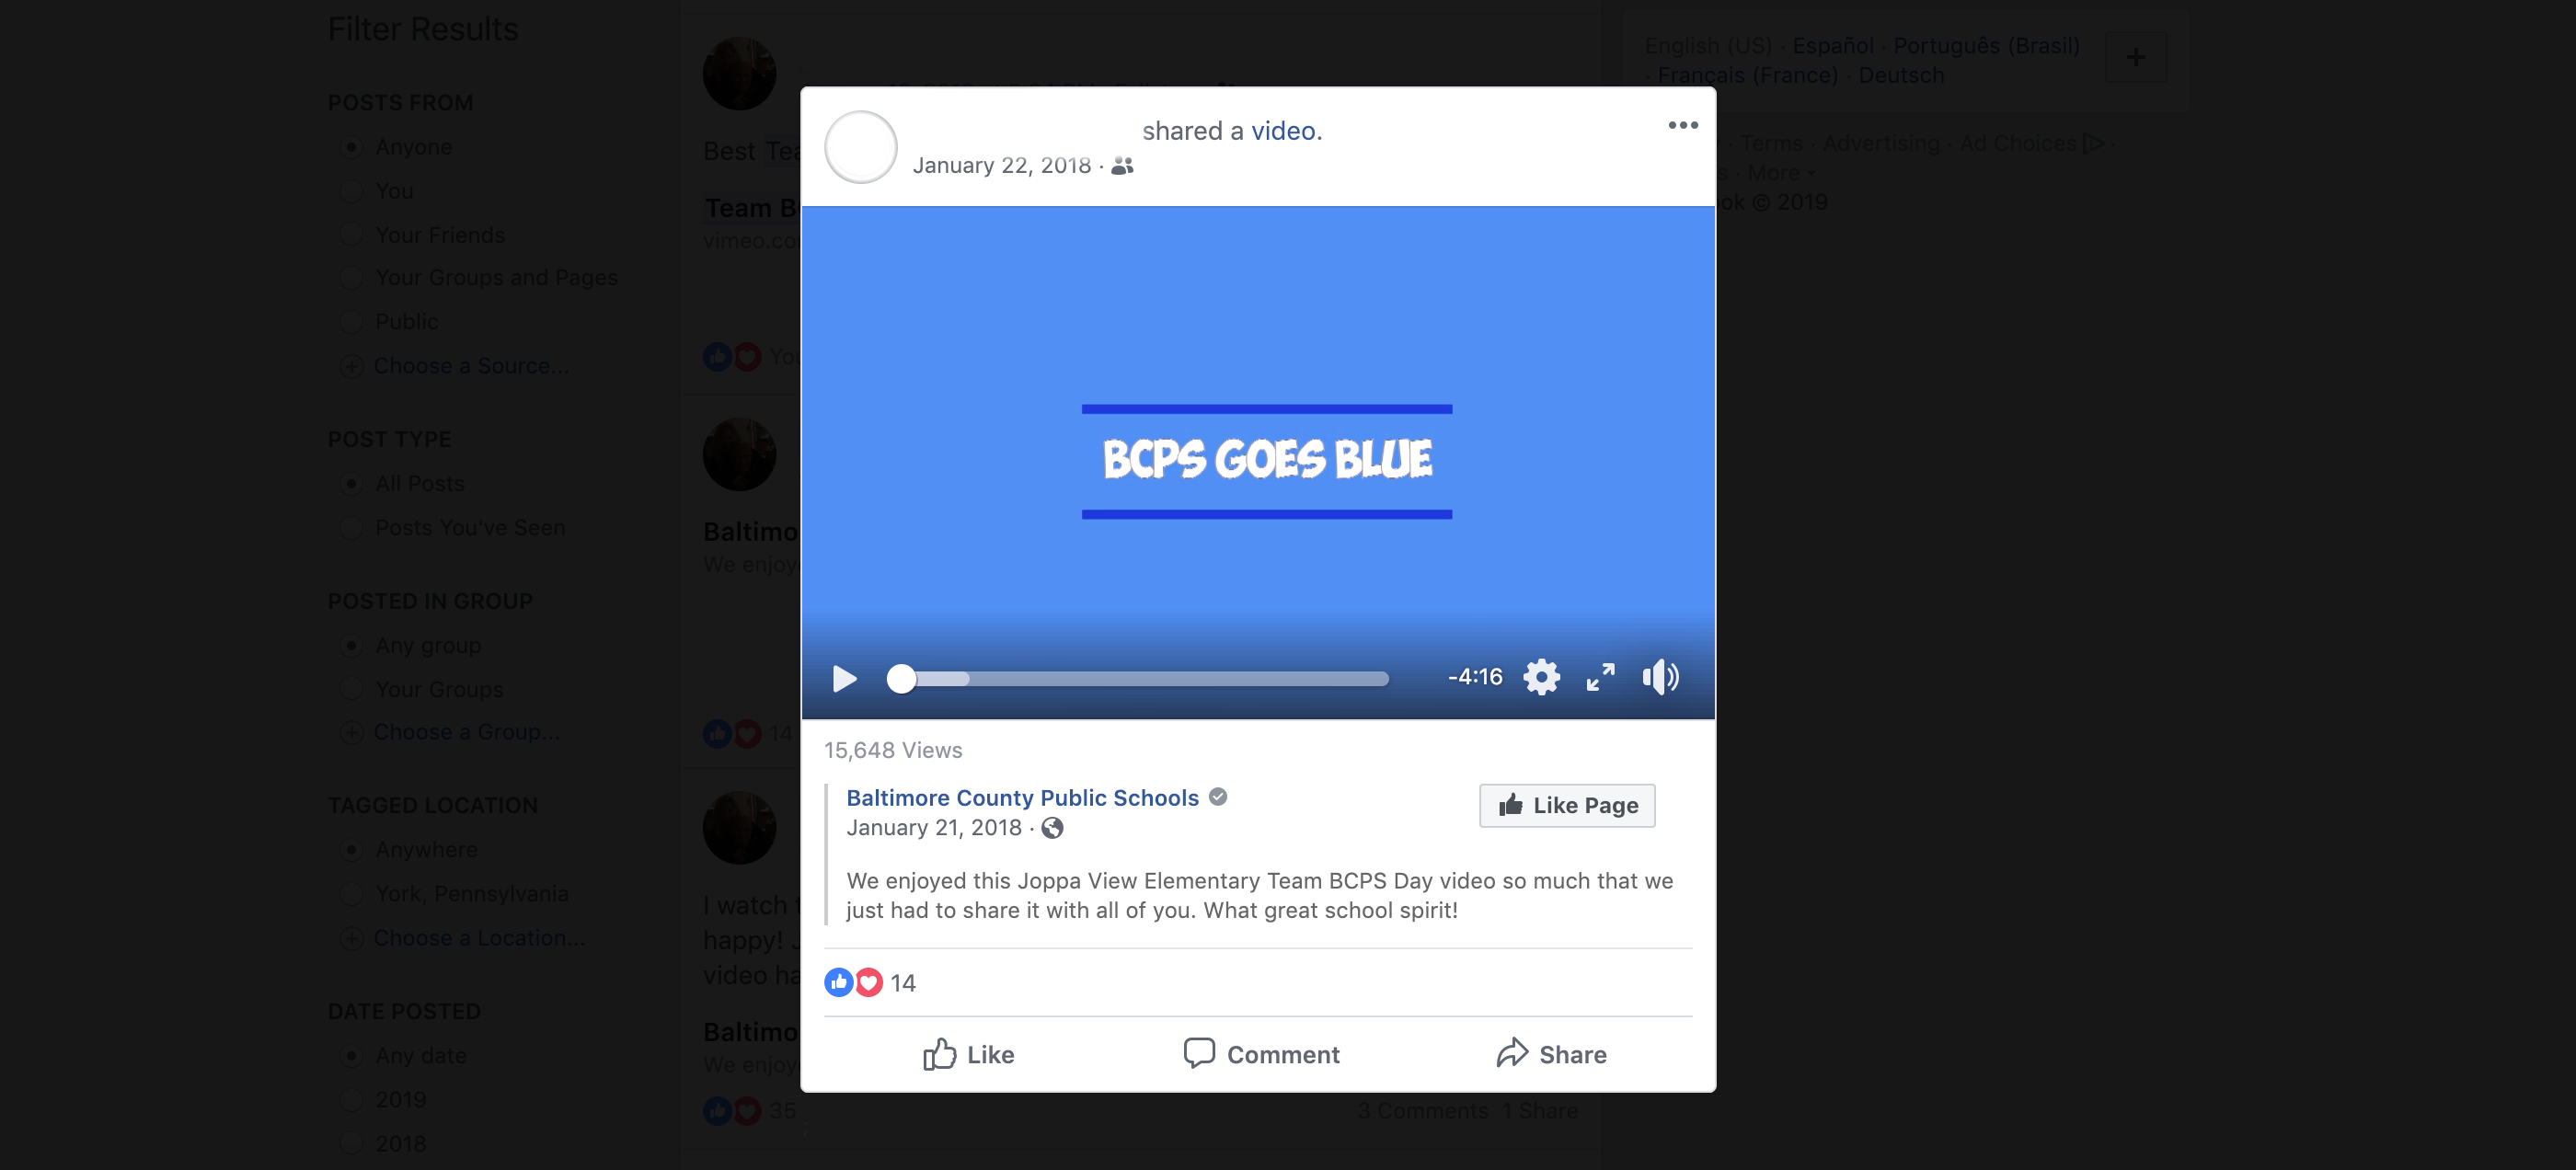 Filter Results
POSTS FROM
Anyone
You
Your Friends
Your Groups and Pages
Public
Choose a Source...
POST TYPE
All Posts
Posts You've Seen
POSTED IN GROUP
Any group
Your Groups
Choose a Group...
TAGGED LOCATION
Anywhere
York, Pennsylvania
Choose a Location...
DATE POSTED
Any date
2019
2018
Best
Team B
You
Baltimo
We enjoy
14
I watch
happy!
video ha
Baltimo
We enjoy
35
3 Comments 1 Share
shared a video.
January 22, 2018 ·
BCPS GOES BLUE
-4:16
15,648 Views
Baltimore County Public Schools
January 21, 2018 ·
Like Page
We enjoyed this Joppa View Elementary Team BCPS Day video so much that we
just had to share it with all of you. What great school spirit!
14
Like Comment Share
English (US) · Español · Português (Brasil)
· Français (France) · Deutsch
· Terms · Advertising · Ad Choices ·
· More
© 2019